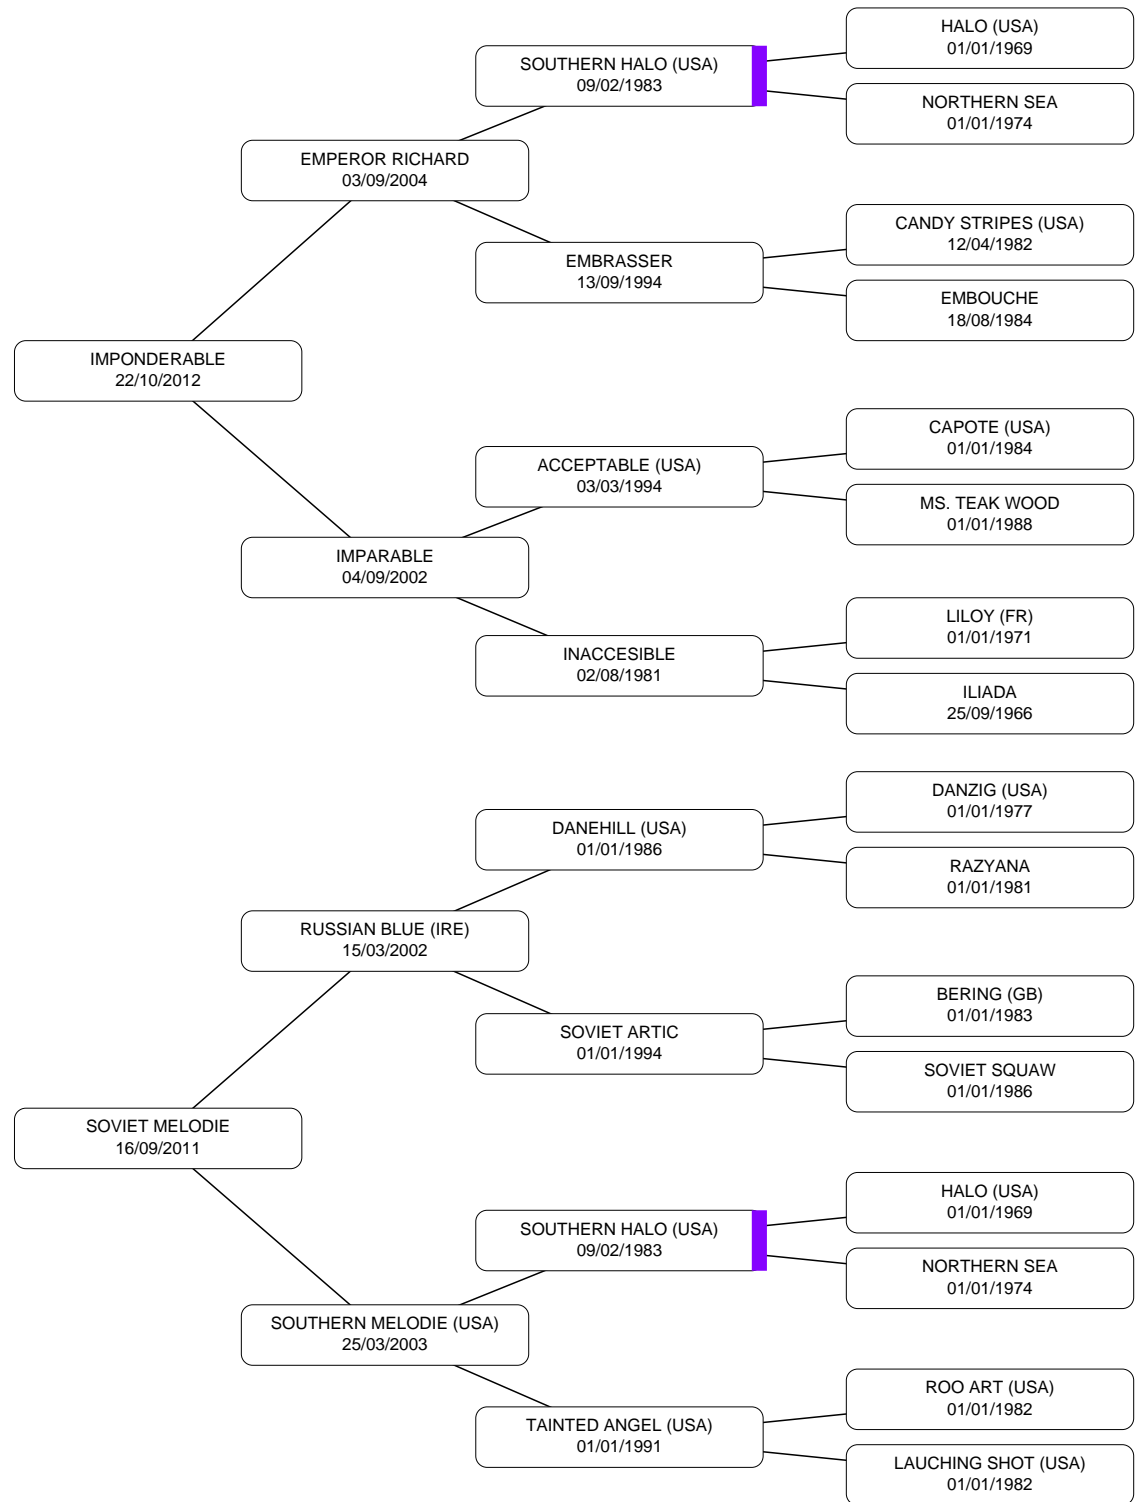 HALO (USA)
01/01/1969
SOUTHERN HALO (USA)
09/02/1983
NORTHERN SEA
01/01/1974
EMPEROR RICHARD
03/09/2004
CANDY STRIPES (USA)
12/04/1982
EMBRASSER
13/09/1994
EMBOUCHE
18/08/1984
IMPONDERABLE
22/10/2012
CAPOTE (USA)
01/01/1984
ACCEPTABLE (USA)
03/03/1994
MS. TEAK WOOD
01/01/1988
IMPARABLE
04/09/2002
LILOY (FR)
01/01/1971
INACCESIBLE
02/08/1981
ILIADA
25/09/1966
DANZIG (USA)
01/01/1977
DANEHILL (USA)
01/01/1986
RAZYANA
01/01/1981
RUSSIAN BLUE (IRE)
15/03/2002
BERING (GB)
01/01/1983
SOVIET ARTIC
01/01/1994
SOVIET SQUAW
01/01/1986
SOVIET MELODIE
16/09/2011
HALO (USA)
01/01/1969
SOUTHERN HALO (USA)
09/02/1983
NORTHERN SEA
01/01/1974
SOUTHERN MELODIE (USA)
25/03/2003
ROO ART (USA)
01/01/1982
TAINTED ANGEL (USA)
01/01/1991
LAUCHING SHOT (USA)
01/01/1982